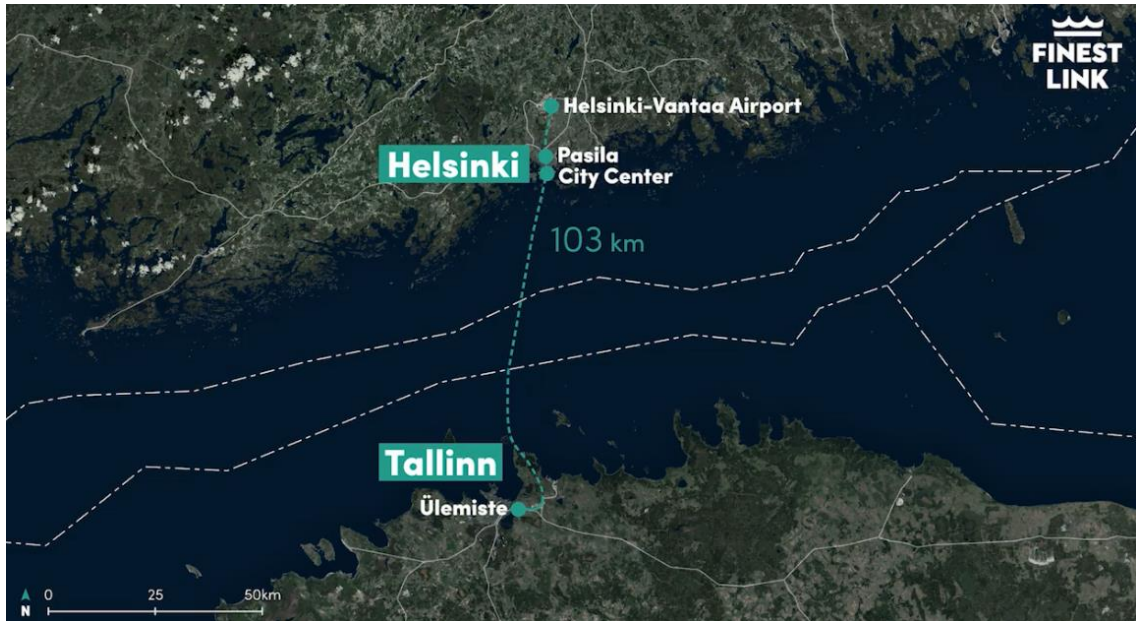 FINEST
LINK
Helsinki-Vantaa Airport
Helsinki
Pasila
City Center
103 km
Tallinn
Ülemiste
N
0 25 50km